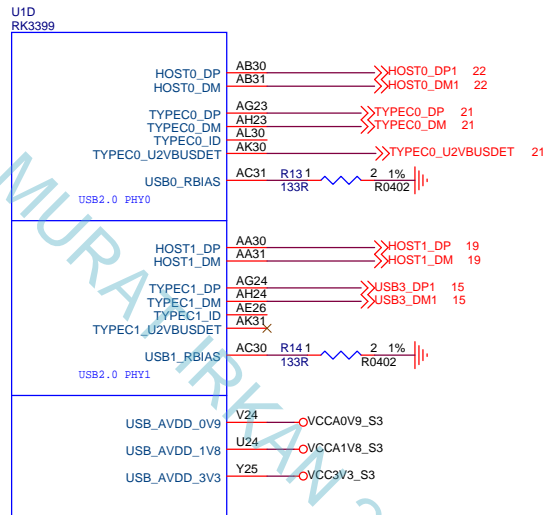 U1D
RK3399
HOST0_DP AB30 HOST0_DP1 22
HOST0_DM AB31 HOST0_DM1 22
TYPEC0_DP AG23 TYPEC0_DP 21
TYPEC0_DM AH23 TYPEC0_DM 21
TYPEC0_ID AL30
TYPEC0_U2VBUSDET AK30 TYPEC0_U2VBUSDET 21
USB0_RBIAS AC31 R13 1 2 1%
133R R0402
USB2.0 PHY0
HOST1_DP AA30 HOST1_DP 19
HOST1_DM AA31 HOST1_DM 19
TYPEC1_DP AG24 USB3_DP1 15
TYPEC1_DM AH24 USB3_DM1 15
TYPEC1_ID AE26
TYPEC1_U2VBUSDET AK31
USB1_RBIAS AC30 R14 1 2 1%
133R R0402
USB2.0 PHY1
USB_AVDD_0V9 V24 VCCA0V9_S3
USB_AVDD_1V8 U24 VCCA1V8_S3
USB_AVDD_3V3 Y25 VCC3V3_S3
MURAT IRKAN